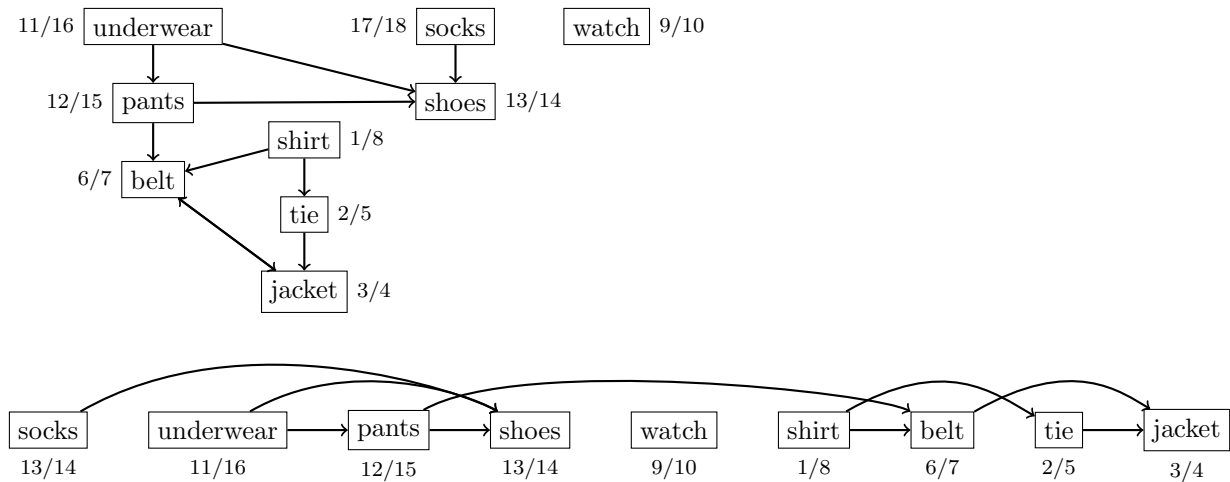 11/16 underwear 17/18 socks watch 9/10
12/15 pants shoes 13/14
shirt 1/8
6/7 belt
tie 2/5
jacket 3/4
socks underwear pants shoes watch shirt belt tie jacket
13/14 11/16 12/15 13/14 9/10 1/8 6/7 2/5 3/4